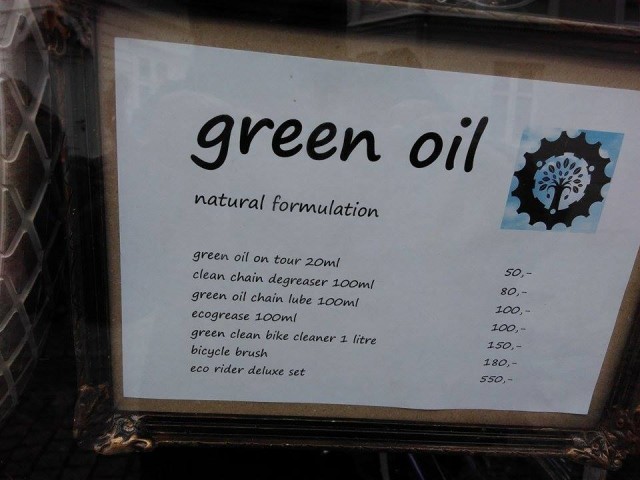 green oil
natural formulation
green oil on tour 20ml 50,-
clean chain degreaser 100ml 80,-
green oil chain lube 100ml 100,-
ecogrease 100ml 100,-
green clean bike cleaner 1 litre 150,-
bicycle brush 180,-
eco rider deluxe set 550,-